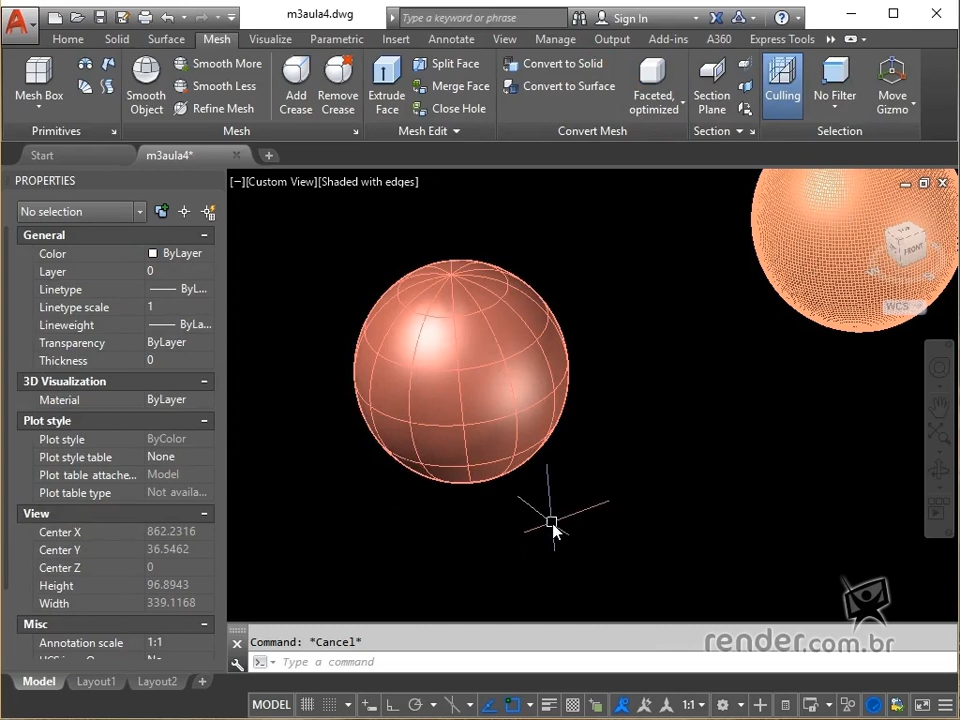 m3aula4.dwg
Type a keyword or phrase
Sign In
Home Solid Surface Mesh Visualize Parametric Insert Annotate View Manage Output Add-ins A360 Express Tools
Mesh Box
Smooth Object
Smooth More
Smooth Less
Refine Mesh
Add Crease
Remove Crease
Extrude Face
Split Face
Merge Face
Close Hole
Convert to Solid
Convert to Surface
Faceted, optimized
Section Plane
Culling
No Filter
Move Gizmo
Primitives Mesh Mesh Edit Convert Mesh Section Selection
Start m3aula4*
PROPERTIES
[−][Custom View][Shaded with edges]
No selection
General
Color ByLayer
Layer 0
Linetype ByL...
Linetype scale 1
Lineweight ByLa...
Transparency ByLayer
Thickness 0
3D Visualization
Material ByLayer
Plot style
Plot style ByColor
Plot style table None
Plot table attache... Model
Plot table type Not availa...
View
Center X 862.2316
Center Y 36.5462
Center Z 0
Height 96.8943
Width 339.1168
Misc
Annotation scale 1:1
FRONT
WCS
Command: *Cancel*
Type a command
render.com.br
Model Layout1 Layout2
MODEL 1:1